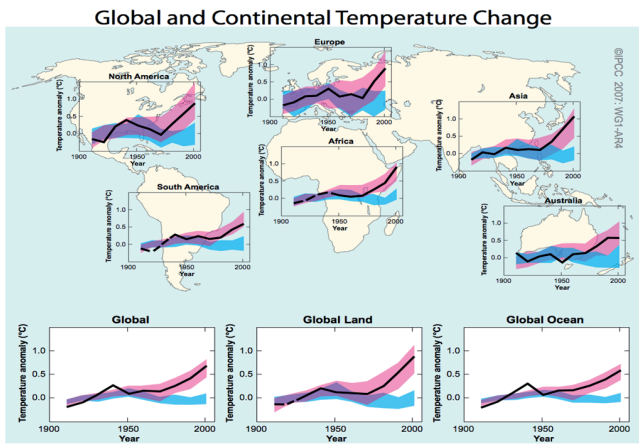 Global and Continental Temperature Change
©IPCC 2007: WG1-AR4
Europe
Temperature anomaly (°C)
1.0
0.5
0.0
1900
1950
2000
Year
North America
Temperature anomaly (°C)
1.0
0.5
0.0
1900
1950
2000
Year
Asia
Temperature anomaly (°C)
1.0
0.5
0.0
1900
1950
2000
Year
Africa
Temperature anomaly (°C)
1.0
0.5
0.0
1900
1950
2000
Year
South America
Temperature anomaly (°C)
1.0
0.5
0.0
1900
1950
2000
Year
Australia
Temperature anomaly (°C)
1.0
0.5
0.0
1900
1950
2000
Year
Global
Temperature anomaly (°C)
1.0
0.5
0.0
1900
1950
2000
Year
Global Land
Temperature anomaly (°C)
1.0
0.5
0.0
1900
1950
2000
Year
Global Ocean
Temperature anomaly (°C)
1.0
0.5
0.0
1900
1950
2000
Year